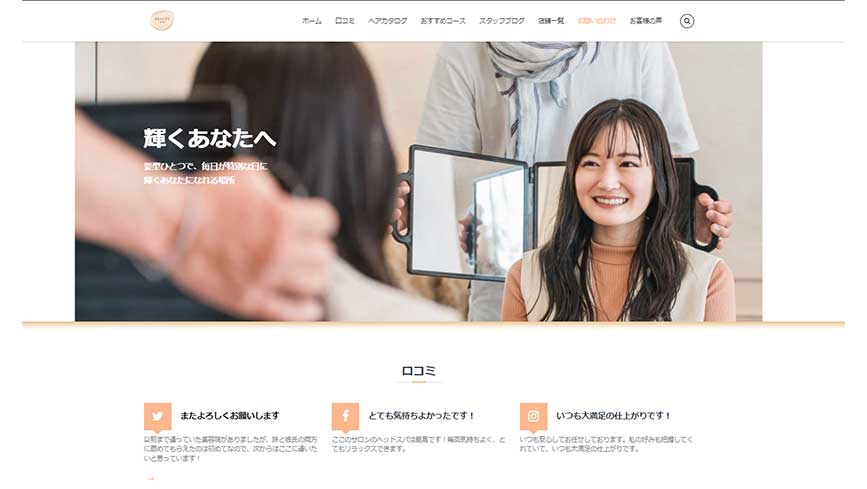 ホーム 口コミ ヘアカタログ おすすめコース スタッフブログ 店舗一覧 お問い合わせ お客様の声
輝くあなたへ
髪型ひとつで、毎日が特別な日に
輝くあなたになれる場所
口コミ
またよろしくお願いします
以前まで通っていた美容院がありましたが、妹と彼氏の両方
に褒めてもらえたのは初めてなので、次からはここに通いた
いと思っています！
とても気持ちよかったです！
ここのサロンのヘッドスパは最高です！毎回気持ちよく、と
てもリラックスできます。
いつも大満足の仕上がりです！
いつも安心してお任せしております。私の好みも把握してく
れていて、いつも大満足の仕上がりです。